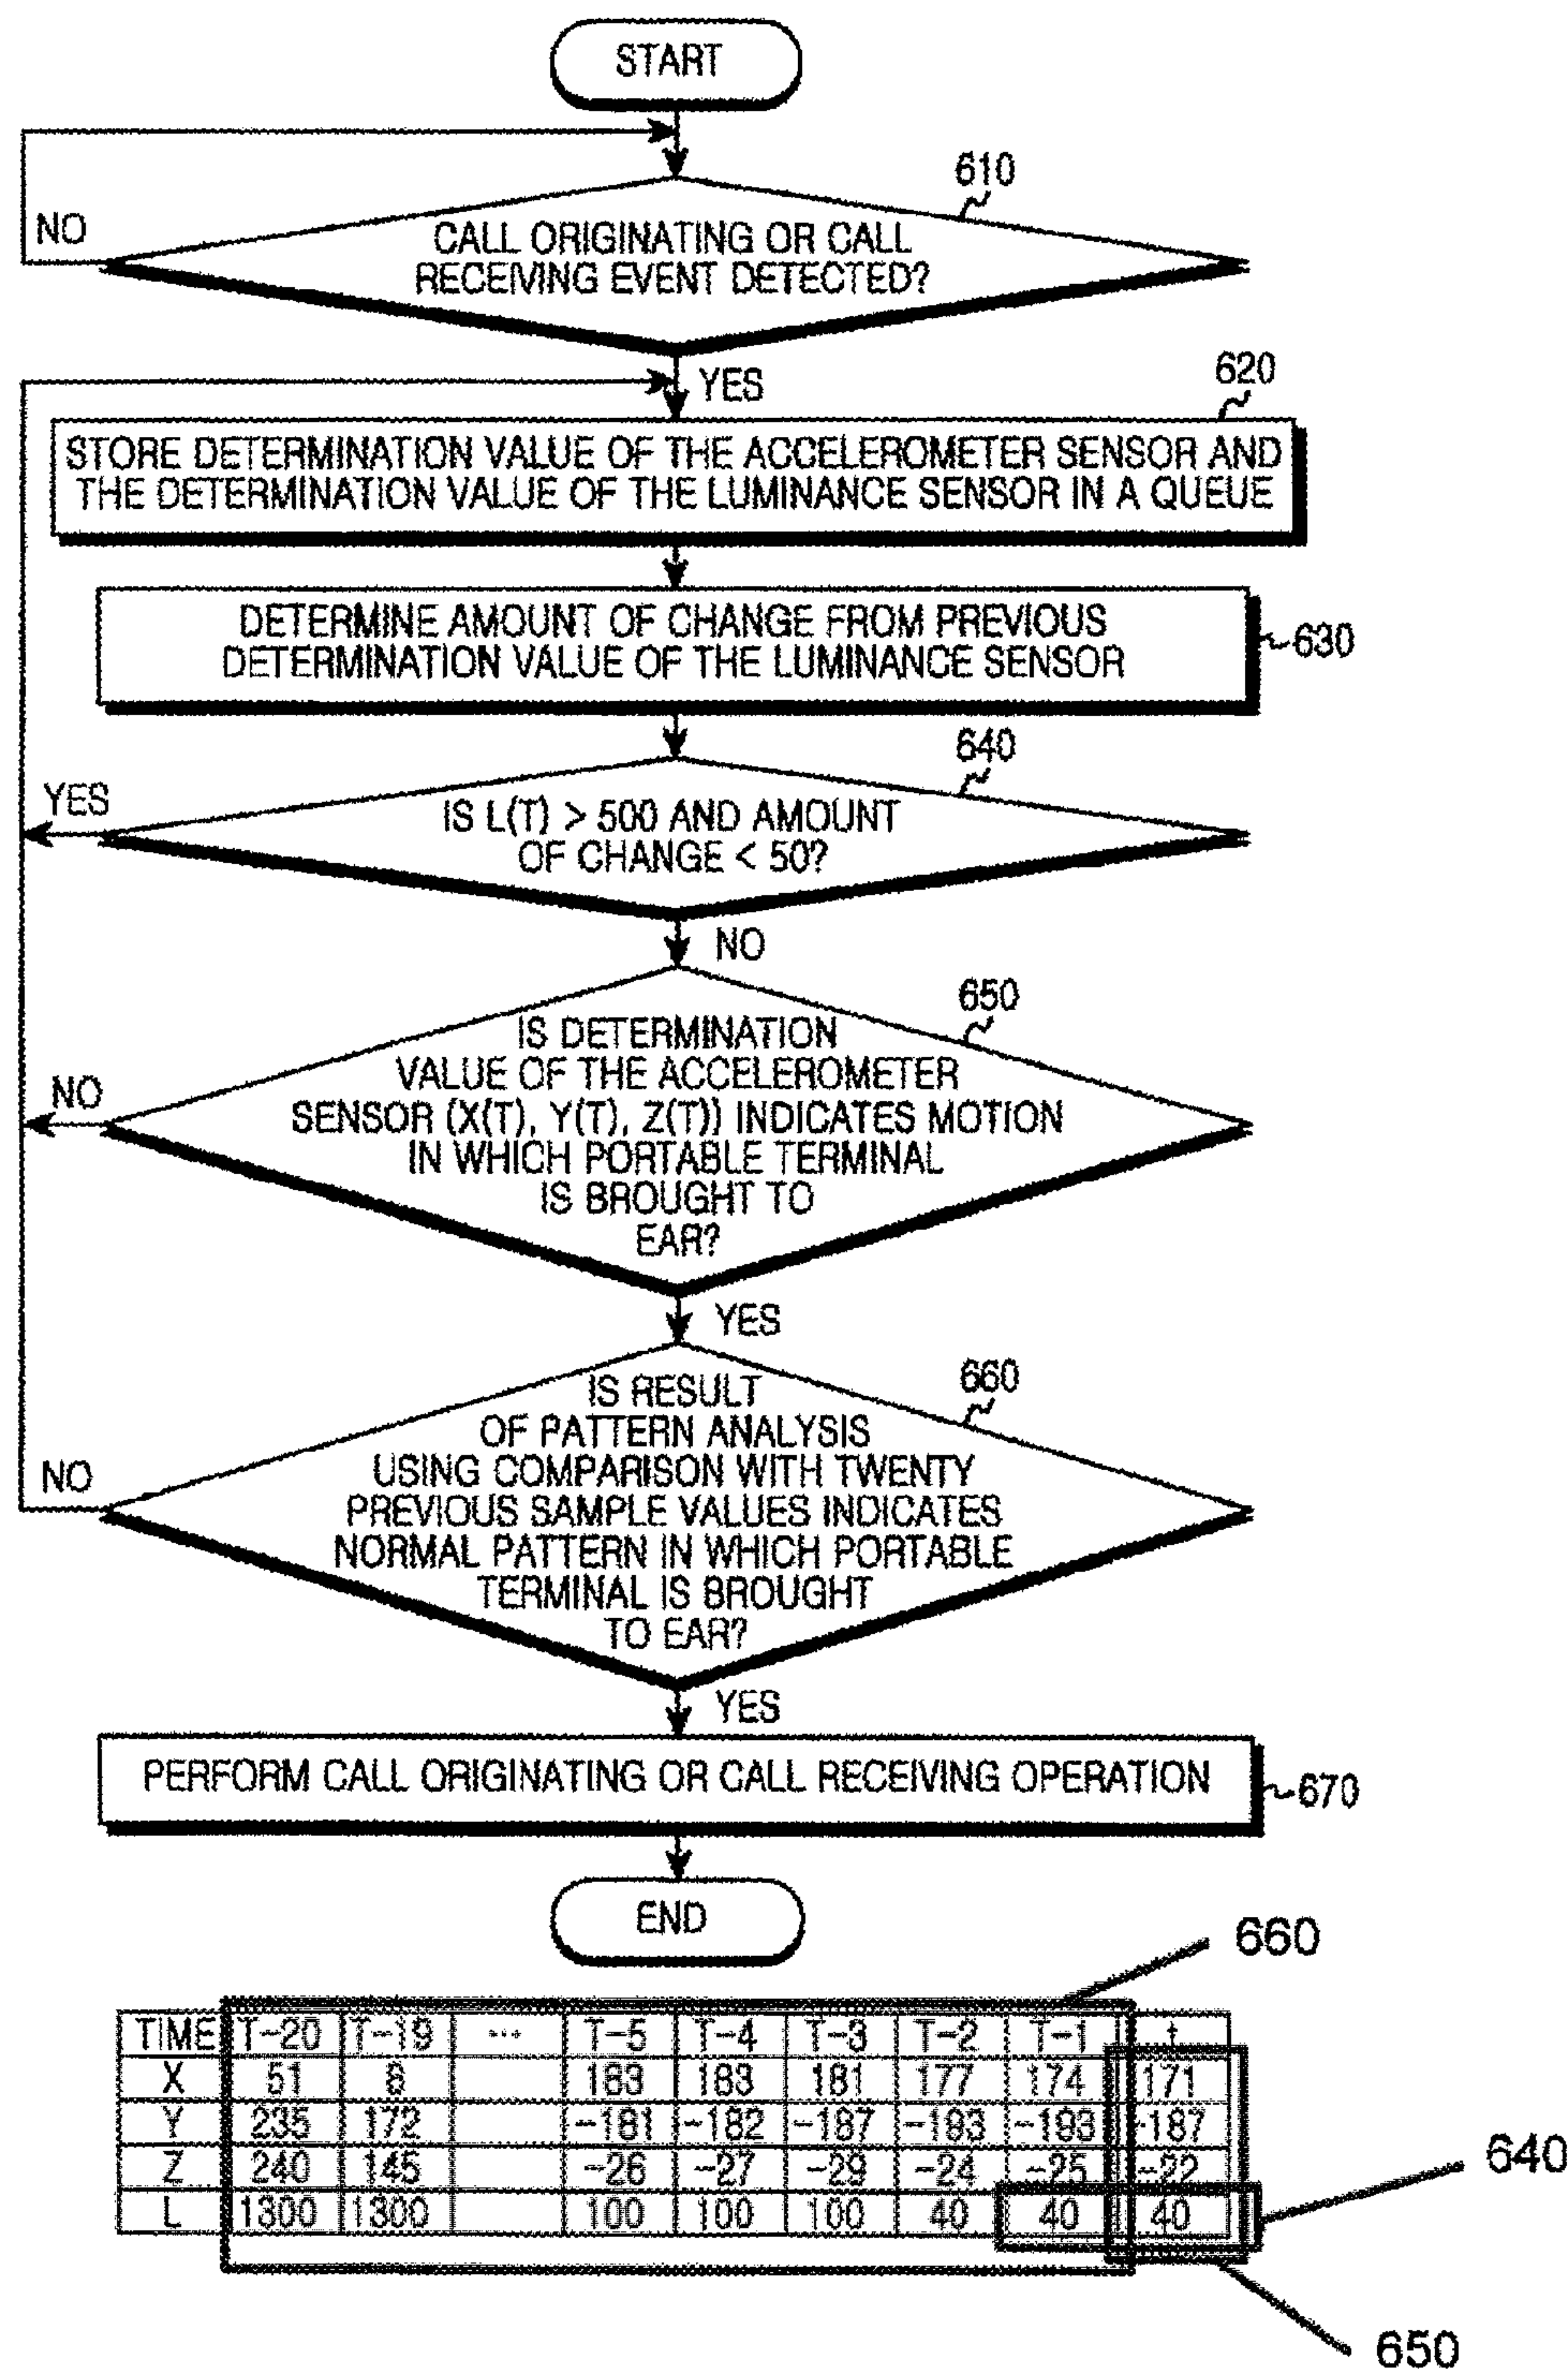 START
610
NO
CALL ORIGINATING OR CALL
RECEIVING EVENT DETECTED?
YES
620
STORE DETERMINATION VALUE OF THE ACCELEROMETER SENSOR AND
THE DETERMINATION VALUE OF THE LUMINANCE SENSOR IN A QUEUE
DETERMINE AMOUNT OF CHANGE FROM PREVIOUS
DETERMINATION VALUE OF THE LUMINANCE SENSOR
630
640
YES
IS L(T) > 500 AND AMOUNT
OF CHANGE < 50?
NO
650
IS DETERMINATION
VALUE OF THE ACCELEROMETER
SENSOR (X(T), Y(T), Z(T)) INDICATES MOTION
IN WHICH PORTABLE TERMINAL
IS BROUGHT TO
EAR?
NO
YES
660
IS RESULT
OF PATTERN ANALYSIS
USING COMPARISON WITH TWENTY
PREVIOUS SAMPLE VALUES INDICATES
NORMAL PATTERN IN WHICH PORTABLE
TERMINAL IS BROUGHT
TO EAR?
NO
YES
PERFORM CALL ORIGINATING OR CALL RECEIVING OPERATION
670
END
660
TIME T-20 T-19 ... T-5 T-4 T-3 T-2 T-1 t
X 51 8 183 183 181 177 174 171
Y 235 172 -181 -182 -187 -193 -193 -187
Z 240 145 -26 -27 -29 -24 -25 -22
L 1300 1300 100 100 100 40 40 40
640
650